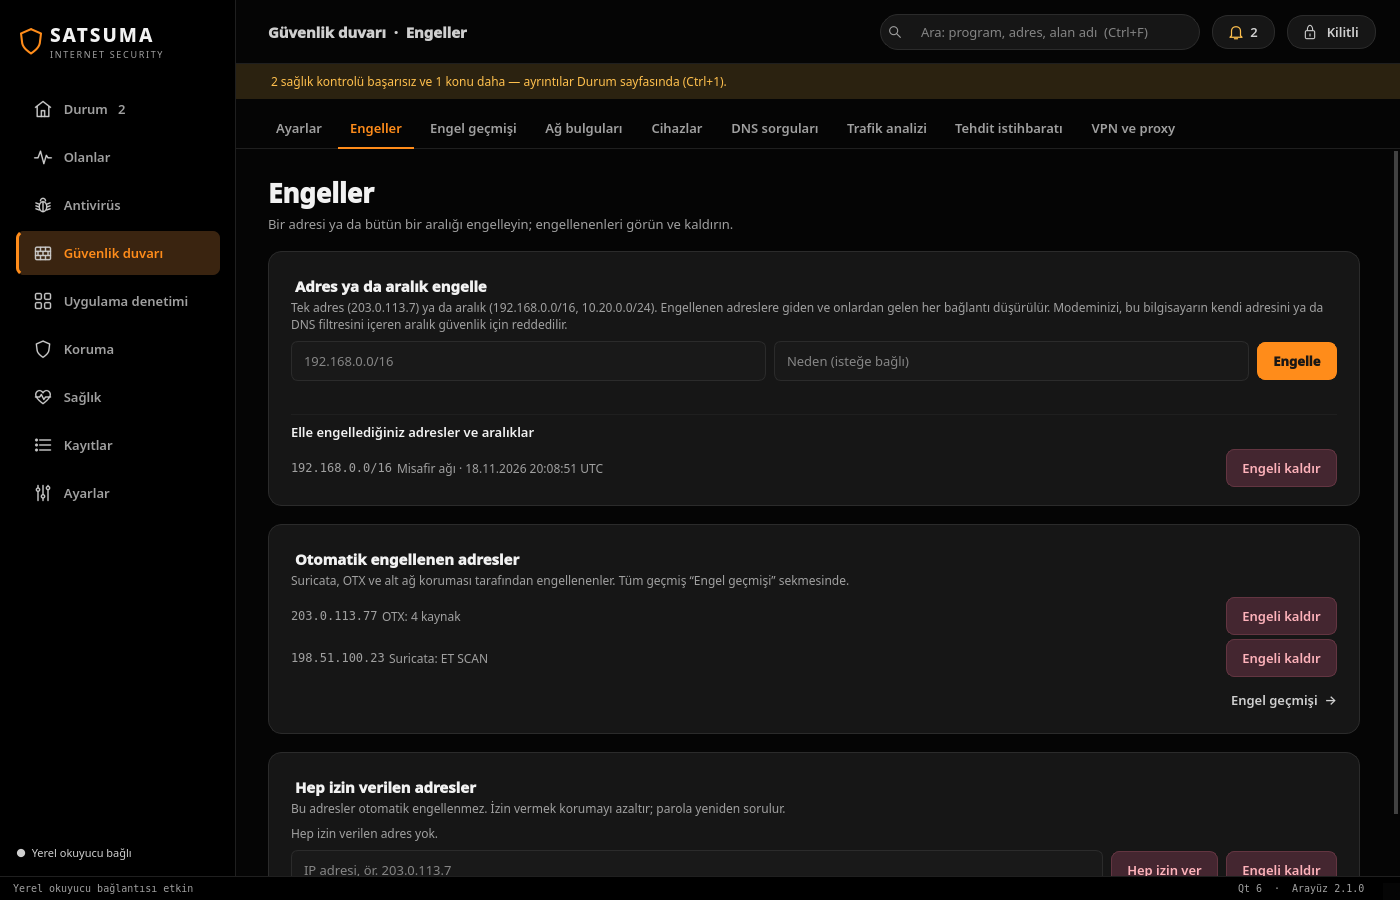 SATSUMA
INTERNET SECURITY
Durum 2
Olanlar
Antivirüs
Güvenlik duvarı
Uygulama denetimi
Koruma
Sağlık
Kayıtlar
Ayarlar
Yerel okuyucu bağlı
Güvenlik duvarı · Engeller
Ara: program, adres, alan adı (Ctrl+F)
2
Kilitli
2 sağlık kontrolü başarısız ve 1 konu daha — ayrıntılar Durum sayfasında (Ctrl+1).
Ayarlar Engeller Engel geçmişi Ağ bulguları Cihazlar DNS sorguları Trafik analizi Tehdit istihbaratı VPN ve proxy
Engeller
Bir adresi ya da bütün bir aralığı engelleyin; engellenenleri görün ve kaldırın.
Adres ya da aralık engelle
Tek adres (203.0.113.7) ya da aralık (192.168.0.0/16, 10.20.0.0/24). Engellenen adreslere giden ve onlardan gelen her bağlantı düşürülür. Modeminizi, bu bilgisayarın kendi adresini ya da
DNS filtresini içeren aralık güvenlik için reddedilir.
192.168.0.0/16
Neden (isteğe bağlı)
Engelle
Elle engellediğiniz adresler ve aralıklar
192.168.0.0/16 Misafir ağı · 18.11.2026 20:08:51 UTC
Engeli kaldır
Otomatik engellenen adresler
Suricata, OTX ve alt ağ koruması tarafından engellenenler. Tüm geçmiş “Engel geçmişi” sekmesinde.
203.0.113.77 OTX: 4 kaynak
Engeli kaldır
198.51.100.23 Suricata: ET SCAN
Engeli kaldır
Engel geçmişi →
Hep izin verilen adresler
Bu adresler otomatik engellenmez. İzin vermek korumayı azaltır; parola yeniden sorulur.
Hep izin verilen adres yok.
IP adresi, ör. 203.0.113.7
Hep izin ver
Engeli kaldır
Yerel okuyucu bağlantısı etkin
Qt 6 · Arayüz 2.1.0